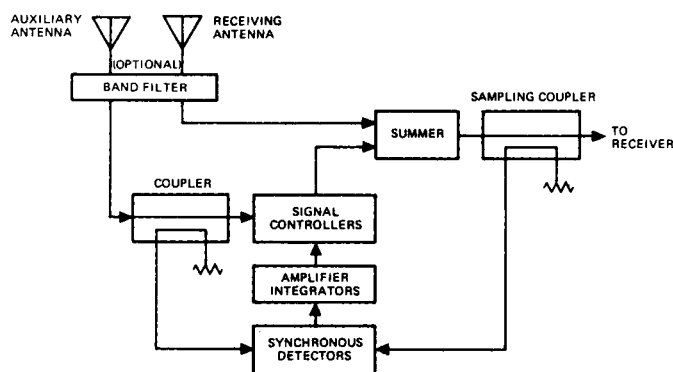 AUXILIARY
ANTENNA
RECEIVING
ANTENNA
(OPTIONAL)
BAND FILTER
SAMPLING COUPLER
SUMMER
TO
RECEIVER
COUPLER
SIGNAL
CONTROLLERS
AMPLIFIER
INTEGRATORS
SYNCHRONOUS
DETECTORS